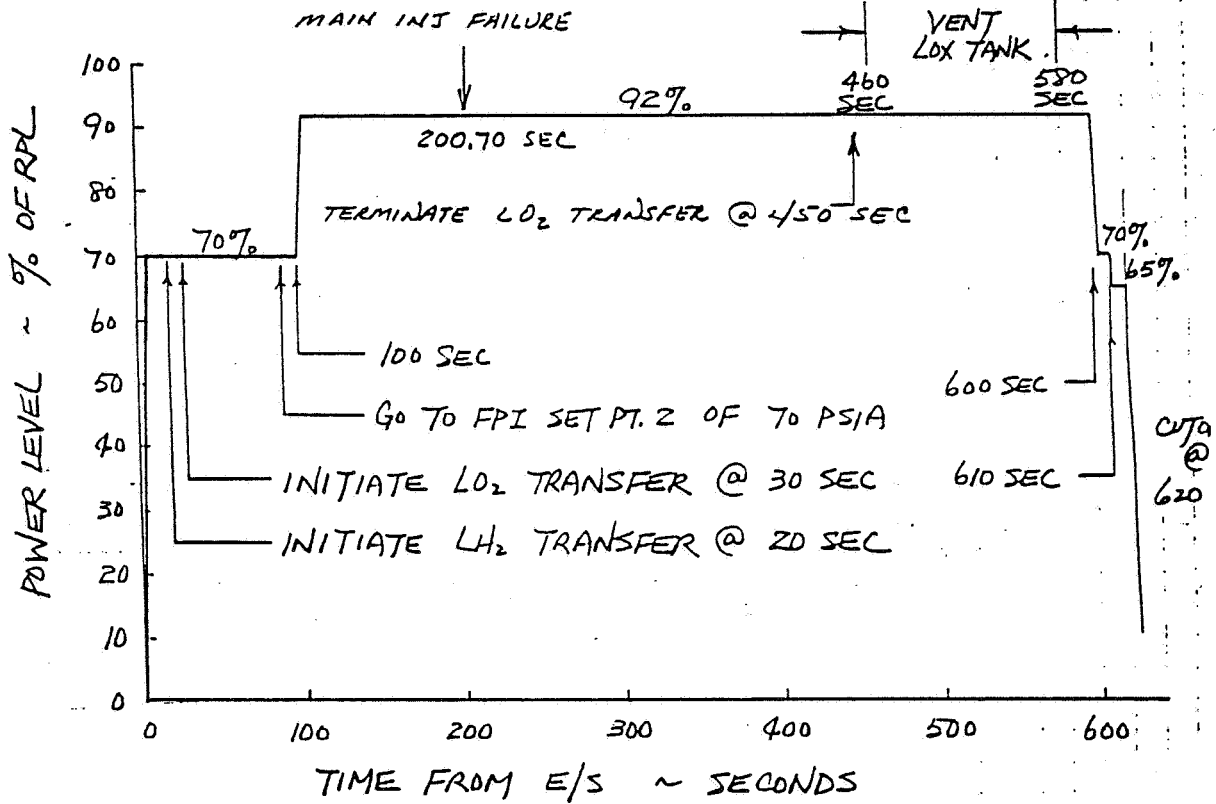 MAIN INJ FAILURE
VENT
LOX TANK
460
SEC
580
SEC
92%
200.70 SEC
TERMINATE LO₂ TRANSFER @ 450 SEC
70%
70%
65%
100 SEC
600 SEC
GO TO FPI SET PT. 2 OF 70 PSIA
INITIATE LO₂ TRANSFER @ 30 SEC
610 SEC
INITIATE LH₂ TRANSFER @ 20 SEC
@
620
POWER LEVEL ~ % OF RPL
100
90
80
70
60
50
40
30
20
10
0
0 100 200 300 400 500 600
TIME FROM E/S ~ SECONDS